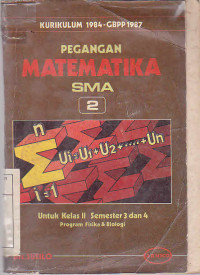 KURIKULUM 1984-GBPP 1987
PEGANGAN
MATEMATIKA
SMA
2
n
Σ Ui = U1 + U2 + .... + Un
i = 1
Untuk Kelas II Semester 3 dan 4
Program Fisika & Biologi